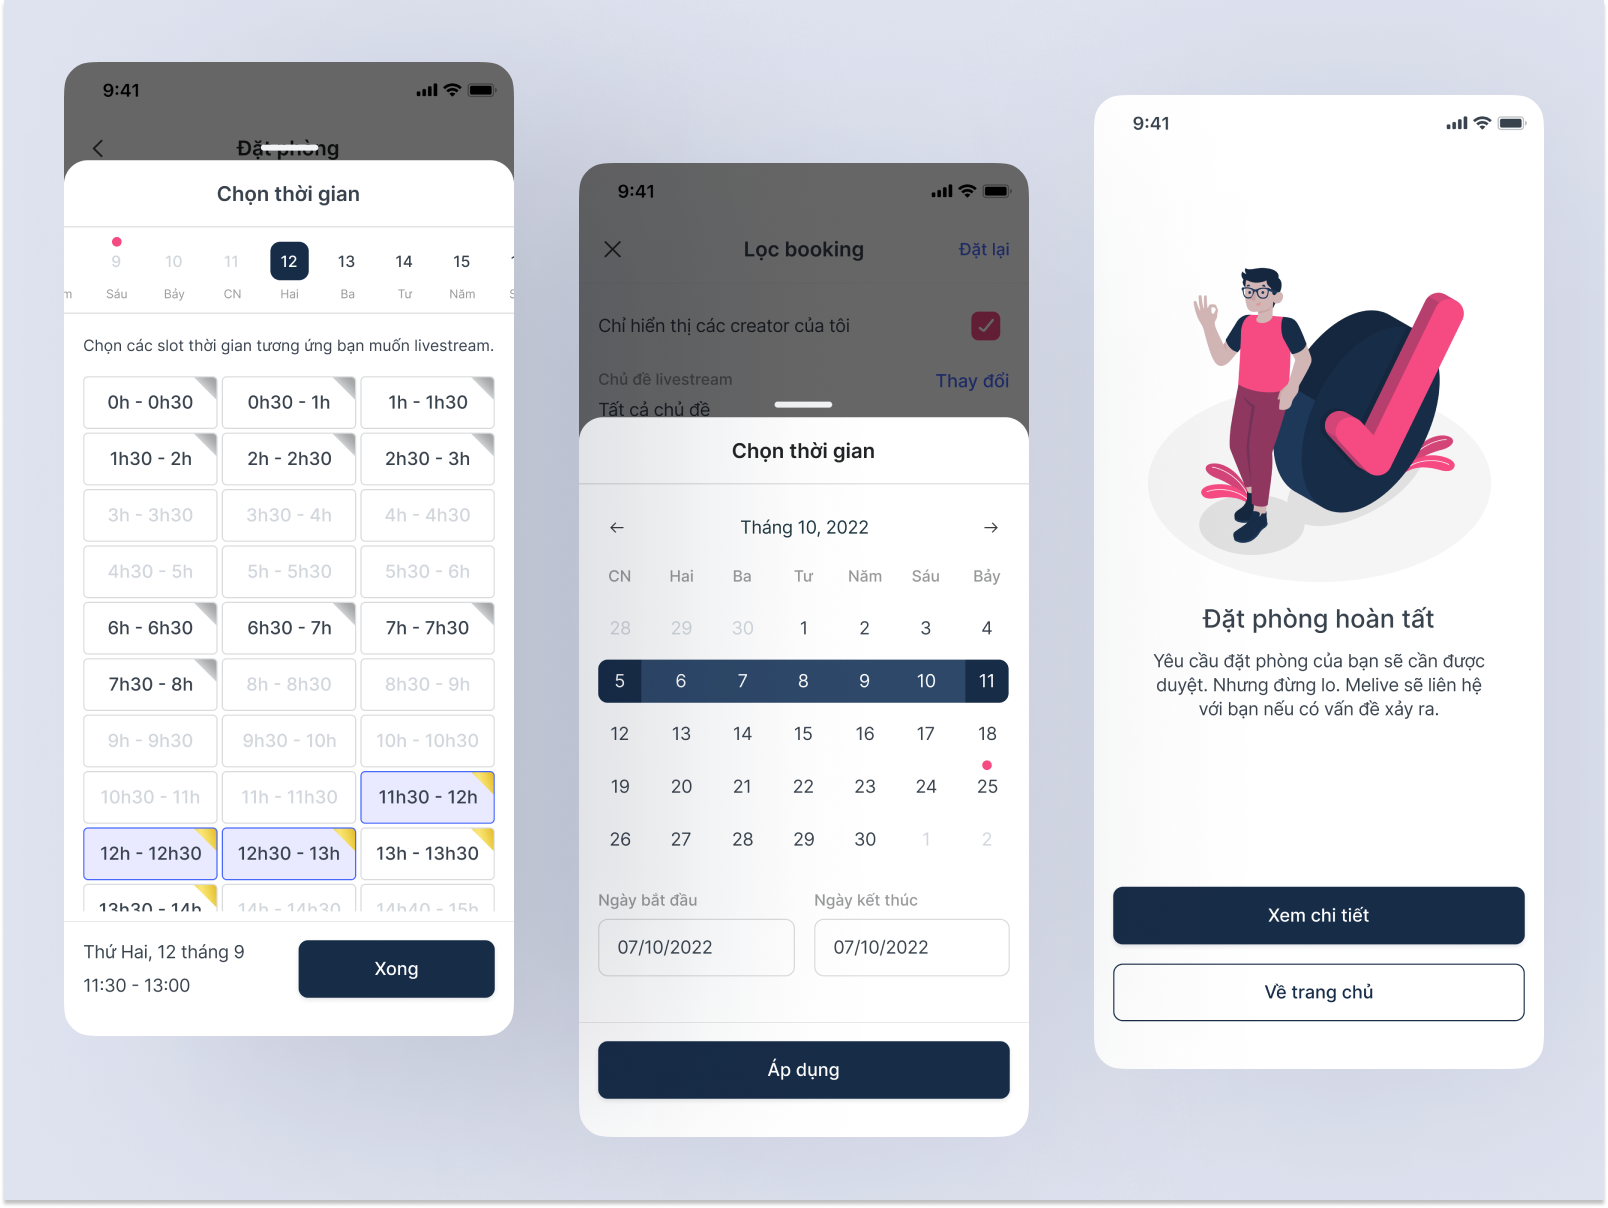 9:41
Đặt phòng
Chọn thời gian
9 10 11 12 13 14 15
Sáu Bảy CN Hai Ba Tư Năm
Chọn các slot thời gian tương ứng bạn muốn livestream.
0h - 0h30 0h30 - 1h 1h - 1h30
1h30 - 2h 2h - 2h30 2h30 - 3h
3h - 3h30 3h30 - 4h 4h - 4h30
4h30 - 5h 5h - 5h30 5h30 - 6h
6h - 6h30 6h30 - 7h 7h - 7h30
7h30 - 8h 8h - 8h30 8h30 - 9h
9h - 9h30 9h30 - 10h 10h - 10h30
10h30 - 11h 11h - 11h30 11h30 - 12h
12h - 12h30 12h30 - 13h 13h - 13h30
13h30 - 14h 14h - 14h30 14h40 - 15h
Thứ Hai, 12 tháng 9
11:30 - 13:00
Xong
9:41
Lọc booking
Đặt lại
Chỉ hiển thị các creator của tôi
Chủ đề livestream
Thay đổi
Tất cả chủ đề
Chọn thời gian
Tháng 10, 2022
CN Hai Ba Tư Năm Sáu Bảy
28 29 30 1 2 3 4
5 6 7 8 9 10 11
12 13 14 15 16 17 18
19 20 21 22 23 24 25
26 27 28 29 30 1 2
Ngày bắt đầu Ngày kết thúc
07/10/2022 07/10/2022
Áp dụng
9:41
Đặt phòng hoàn tất
Yêu cầu đặt phòng của bạn sẽ cần được
duyệt. Nhưng đừng lo. Melive sẽ liên hệ
với bạn nếu có vấn đề xảy ra.
Xem chi tiết
Về trang chủ